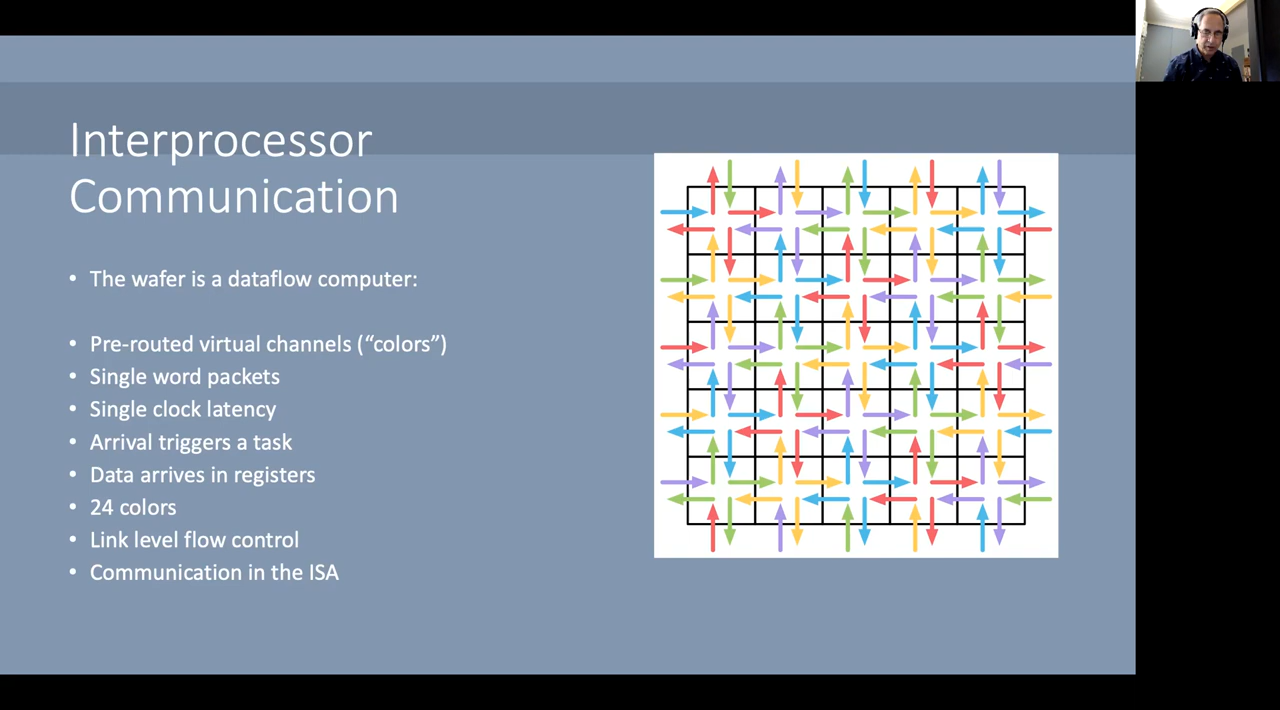 Interprocessor
Communication
• The wafer is a dataflow computer:
• Pre-routed virtual channels (“colors”)
• Single word packets
• Single clock latency
• Arrival triggers a task
• Data arrives in registers
• 24 colors
• Link level flow control
• Communication in the ISA